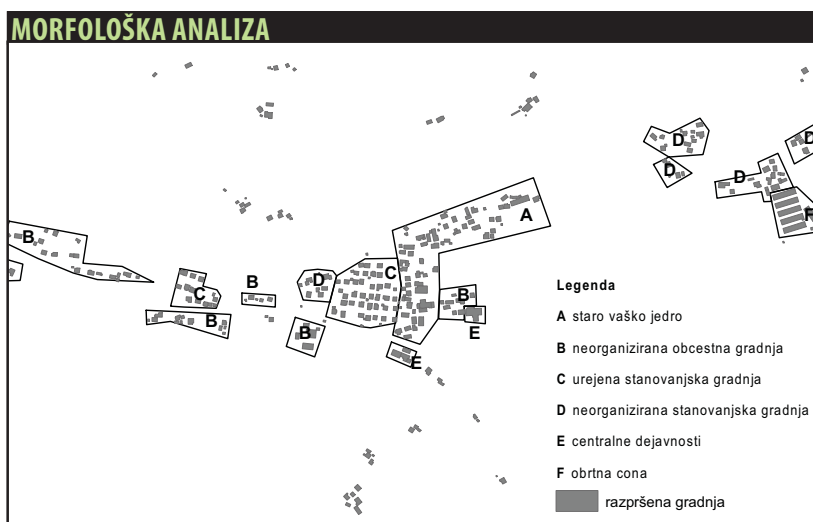 MORFOLOŠKA ANALIZA
D
D
D
D
A
B
F
C
B
D
C
B
B
B
B
E
E
Legenda
A staro vaško jedro
B neorganizirana obcestna gradnja
C urejena stanovanjska gradnja
D neorganizirana stanovanjska gradnja
E centralne dejavnosti
F obrtna cona
razpršena gradnja